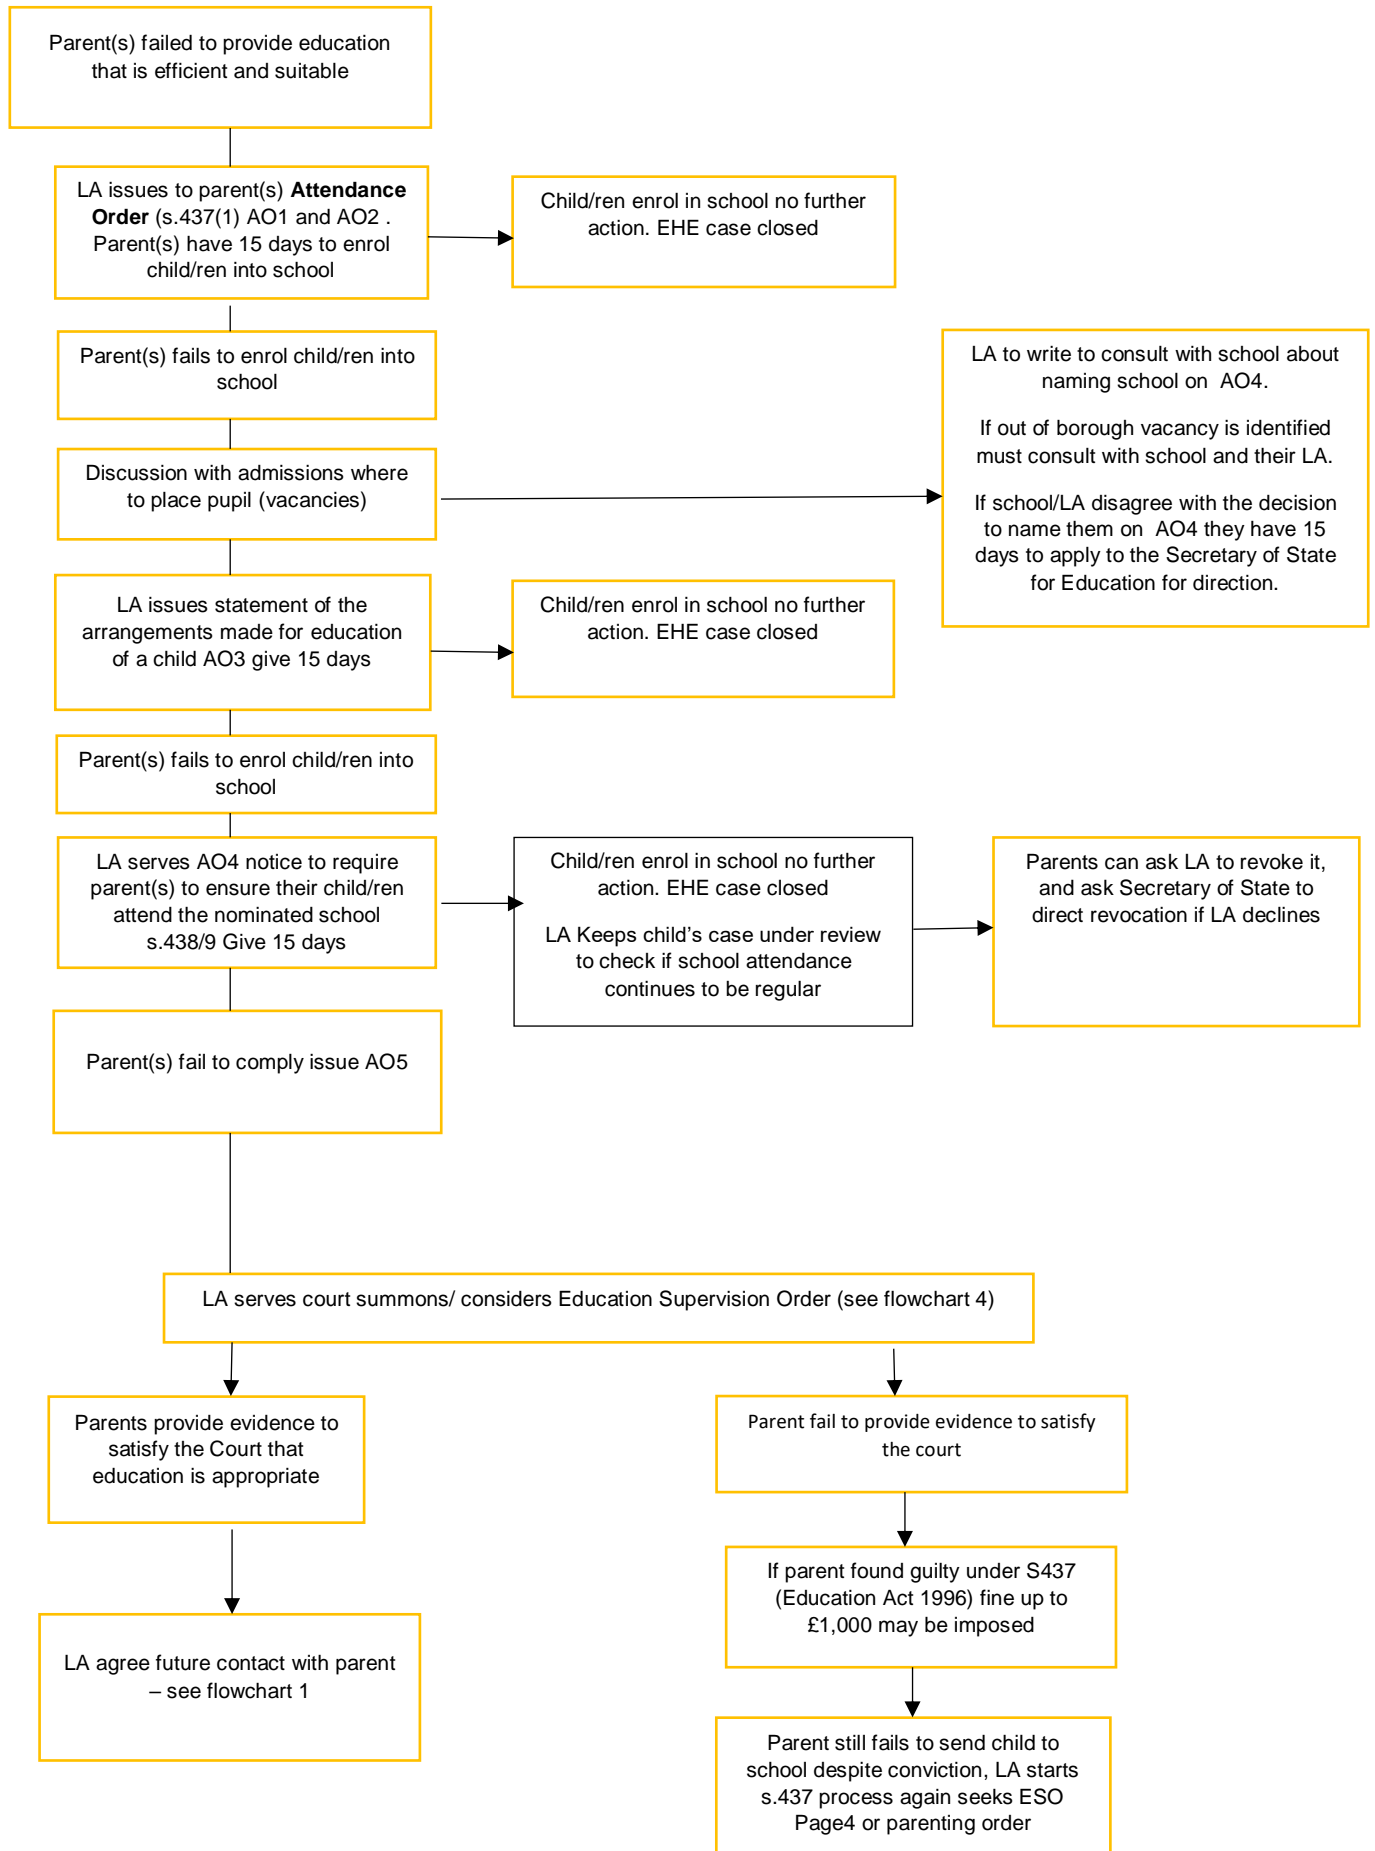 Parent(s) failed to provide education
that is efficient and suitable
LA issues to parent(s) Attendance
Order (s.437(1) AO1 and AO2 .
Parent(s) have 15 days to enrol
child/ren into school
Child/ren enrol in school no further
action. EHE case closed
Parent(s) fails to enrol child/ren into
school
LA to write to consult with school about
naming school on AO4.
If out of borough vacancy is identified
must consult with school and their LA.
If school/LA disagree with the decision
to name them on AO4 they have 15
days to apply to the Secretary of State
for Education for direction.
Discussion with admissions where
to place pupil (vacancies)
LA issues statement of the
arrangements made for education
of a child AO3 give 15 days
Child/ren enrol in school no further
action. EHE case closed
Parent(s) fails to enrol child/ren into
school
LA serves AO4 notice to require
parent(s) to ensure their child/ren
attend the nominated school
s.438/9 Give 15 days
Child/ren enrol in school no further
action. EHE case closed
LA Keeps child's case under review
to check if school attendance
continues to be regular
Parents can ask LA to revoke it,
and ask Secretary of State to
direct revocation if LA declines
Parent(s) fail to comply issue AO5
LA serves court summons/ considers Education Supervision Order (see flowchart 4)
Parents provide evidence to
satisfy the Court that
education is appropriate
Parent fail to provide evidence to satisfy
the court
If parent found guilty under S437
(Education Act 1996) fine up to
£1,000 may be imposed
LA agree future contact with parent
– see flowchart 1
Parent still fails to send child to
school despite conviction, LA starts
s.437 process again seeks ESO
Page4 or parenting order